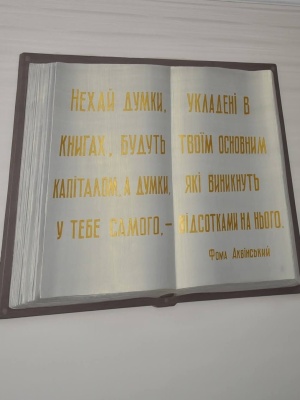 Нехай думки, укладені в
книгах, будуть твоїм основним
капіталом, а думки, які виникнуть
у тебе самого, – відсотками на нього.
Фома Аквінський